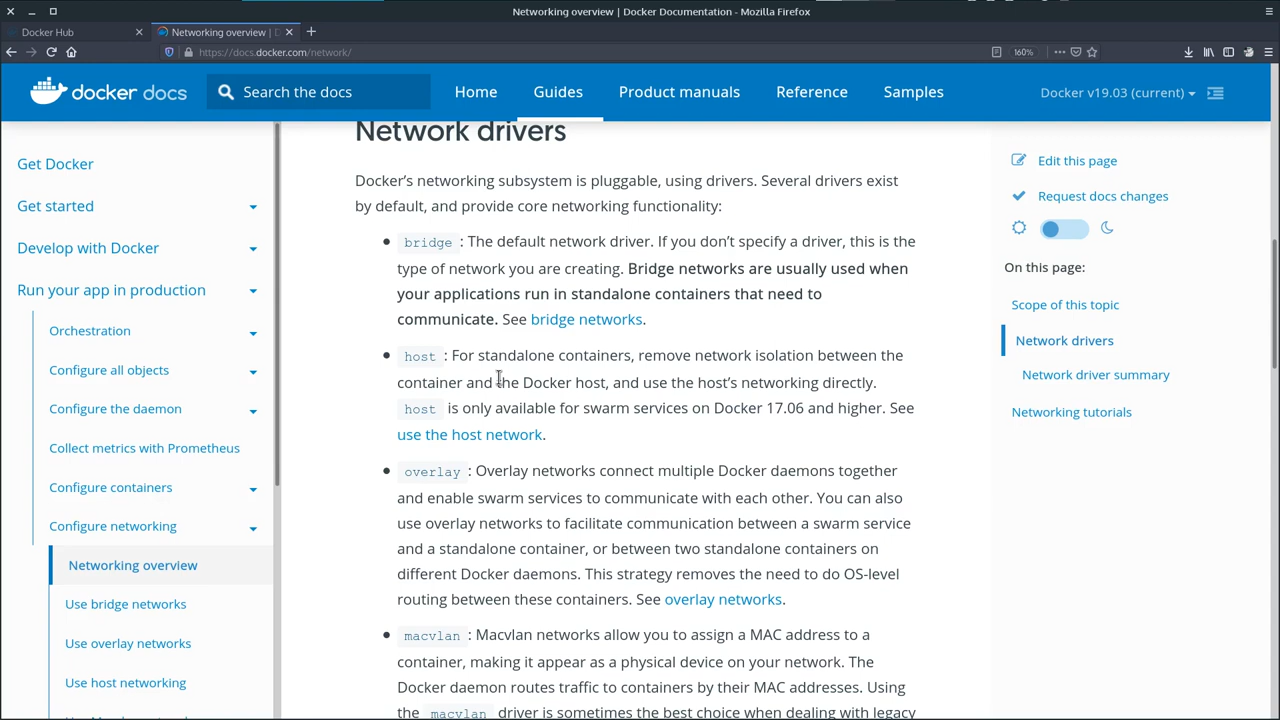 Networking overview | Docker Documentation - Mozilla Firefox
Docker Hub
Networking overview |
https://docs.docker.com/network/
160%
docker docs
Search the docs
Home
Guides
Product manuals
Reference
Samples
Docker v19.03 (current)
Get Docker
Get started
Develop with Docker
Run your app in production
Orchestration
Configure all objects
Configure the daemon
Collect metrics with Prometheus
Configure containers
Configure networking
Networking overview
Use bridge networks
Use overlay networks
Use host networking
Network drivers
Docker’s networking subsystem is pluggable, using drivers. Several drivers exist
by default, and provide core networking functionality:
• bridge : The default network driver. If you don’t specify a driver, this is the
type of network you are creating. Bridge networks are usually used when
your applications run in standalone containers that need to
communicate. See bridge networks.
• host : For standalone containers, remove network isolation between the
container and the Docker host, and use the host’s networking directly.
host is only available for swarm services on Docker 17.06 and higher. See
use the host network.
• overlay : Overlay networks connect multiple Docker daemons together
and enable swarm services to communicate with each other. You can also
use overlay networks to facilitate communication between a swarm service
and a standalone container, or between two standalone containers on
different Docker daemons. This strategy removes the need to do OS-level
routing between these containers. See overlay networks.
• macvlan : Macvlan networks allow you to assign a MAC address to a
container, making it appear as a physical device on your network. The
Docker daemon routes traffic to containers by their MAC addresses. Using
the macvlan driver is sometimes the best choice when dealing with legacy
Edit this page
Request docs changes
On this page:
Scope of this topic
Network drivers
Network driver summary
Networking tutorials